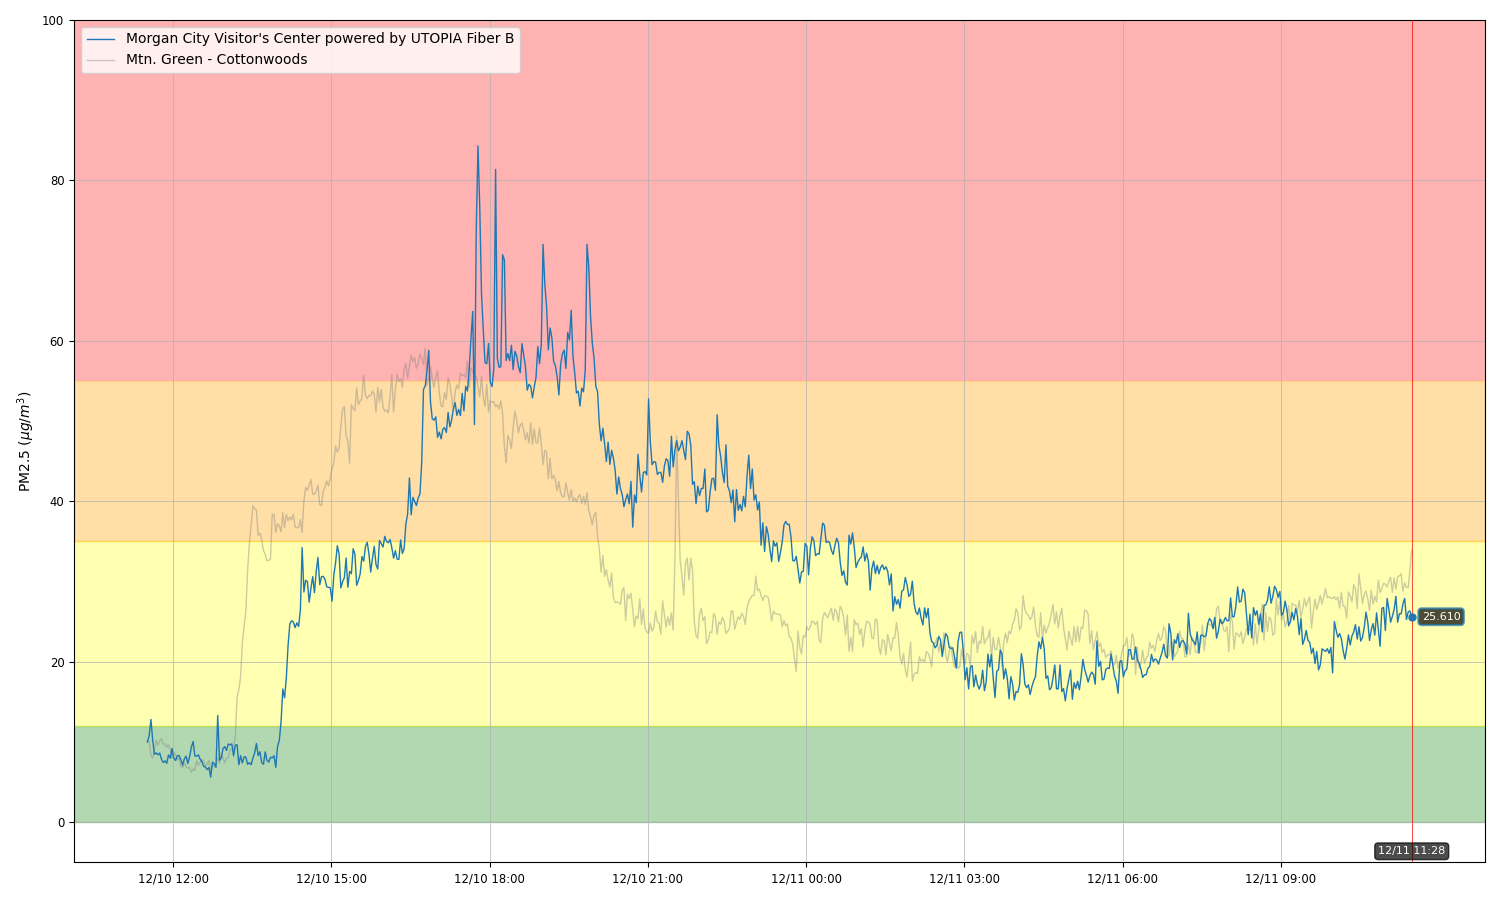 100
80
60
40
20
0
PM2.5 (μg/m³)
Morgan City Visitor's Center powered by UTOPIA Fiber B
Mtn. Green - Cottonwoods
25.610
12/11 11:28
12/10 12:00 12/10 15:00 12/10 18:00 12/10 21:00 12/11 00:00 12/11 03:00 12/11 06:00 12/11 09:00